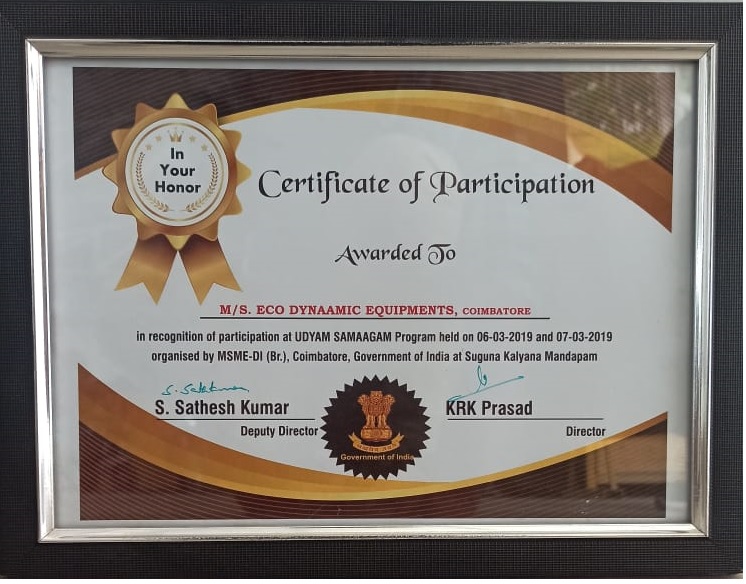 In
Your
Honor
Certificate of Participation
Awarded To
M/S. ECO DYNAAMIC EQUIPMENTS, COIMBATORE
in recognition of participation at UDYAM SAMAAGAM Program held on 06-03-2019 and 07-03-2019
organised by MSME-DI (Br.), Coimbatore, Government of India at Suguna Kalyana Mandapam
S. Sathesh Kumar
Deputy Director
Government of India
KRK Prasad
Director